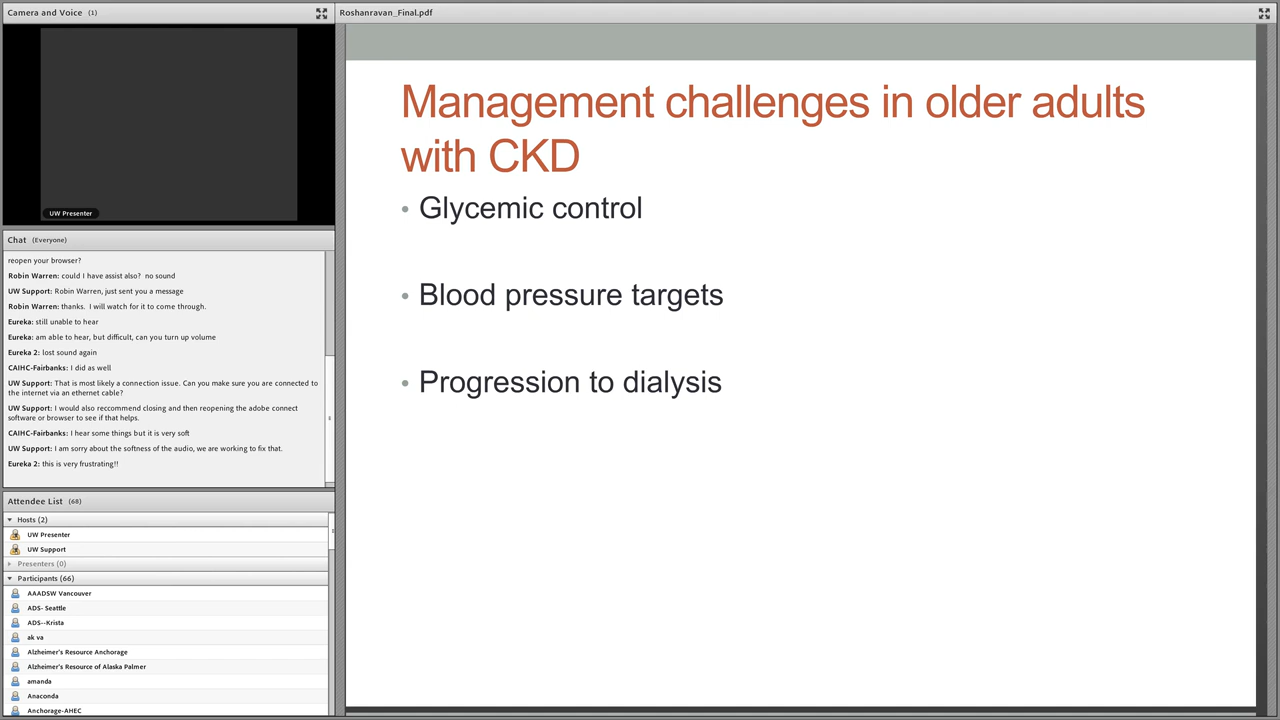 Camera and Voice (1)
UW Presenter
Chat (Everyone)
reopen your browser?
Robin Warren: could I have assist also? no sound
UW Support: Robin Warren, just sent you a message
Robin Warren: thanks. I will watch for it to come through.
Eureka: still unable to hear
Eureka: am able to hear, but difficult, can you turn up volume
Eureka 2: lost sound again
CAIHC-Fairbanks: I did as well
UW Support: That is most likely a connection issue. Can you make sure you are connected to
the internet via an ethernet cable?
UW Support: I would also reccommend closing and then reopening the adobe connect
software or browser to see if that helps.
CAIHC-Fairbanks: I hear some things but it is very soft
UW Support: I am sorry about the softness of the audio, we are working to fix that.
Eureka 2: this is very frustrating!!
Attendee List (68)
Hosts (2)
UW Presenter
UW Support
Presenters (0)
Participants (66)
AAADSW Vancouver
ADS- Seattle
ADS--Krista
ak va
Alzheimer's Resource Anchorage
Alzheimer's Resource of Alaska Palmer
amanda
Anaconda
Anchorage-AHEC
Roshanravan_Final.pdf
Management challenges in older adults
with CKD
• Glycemic control
• Blood pressure targets
• Progression to dialysis